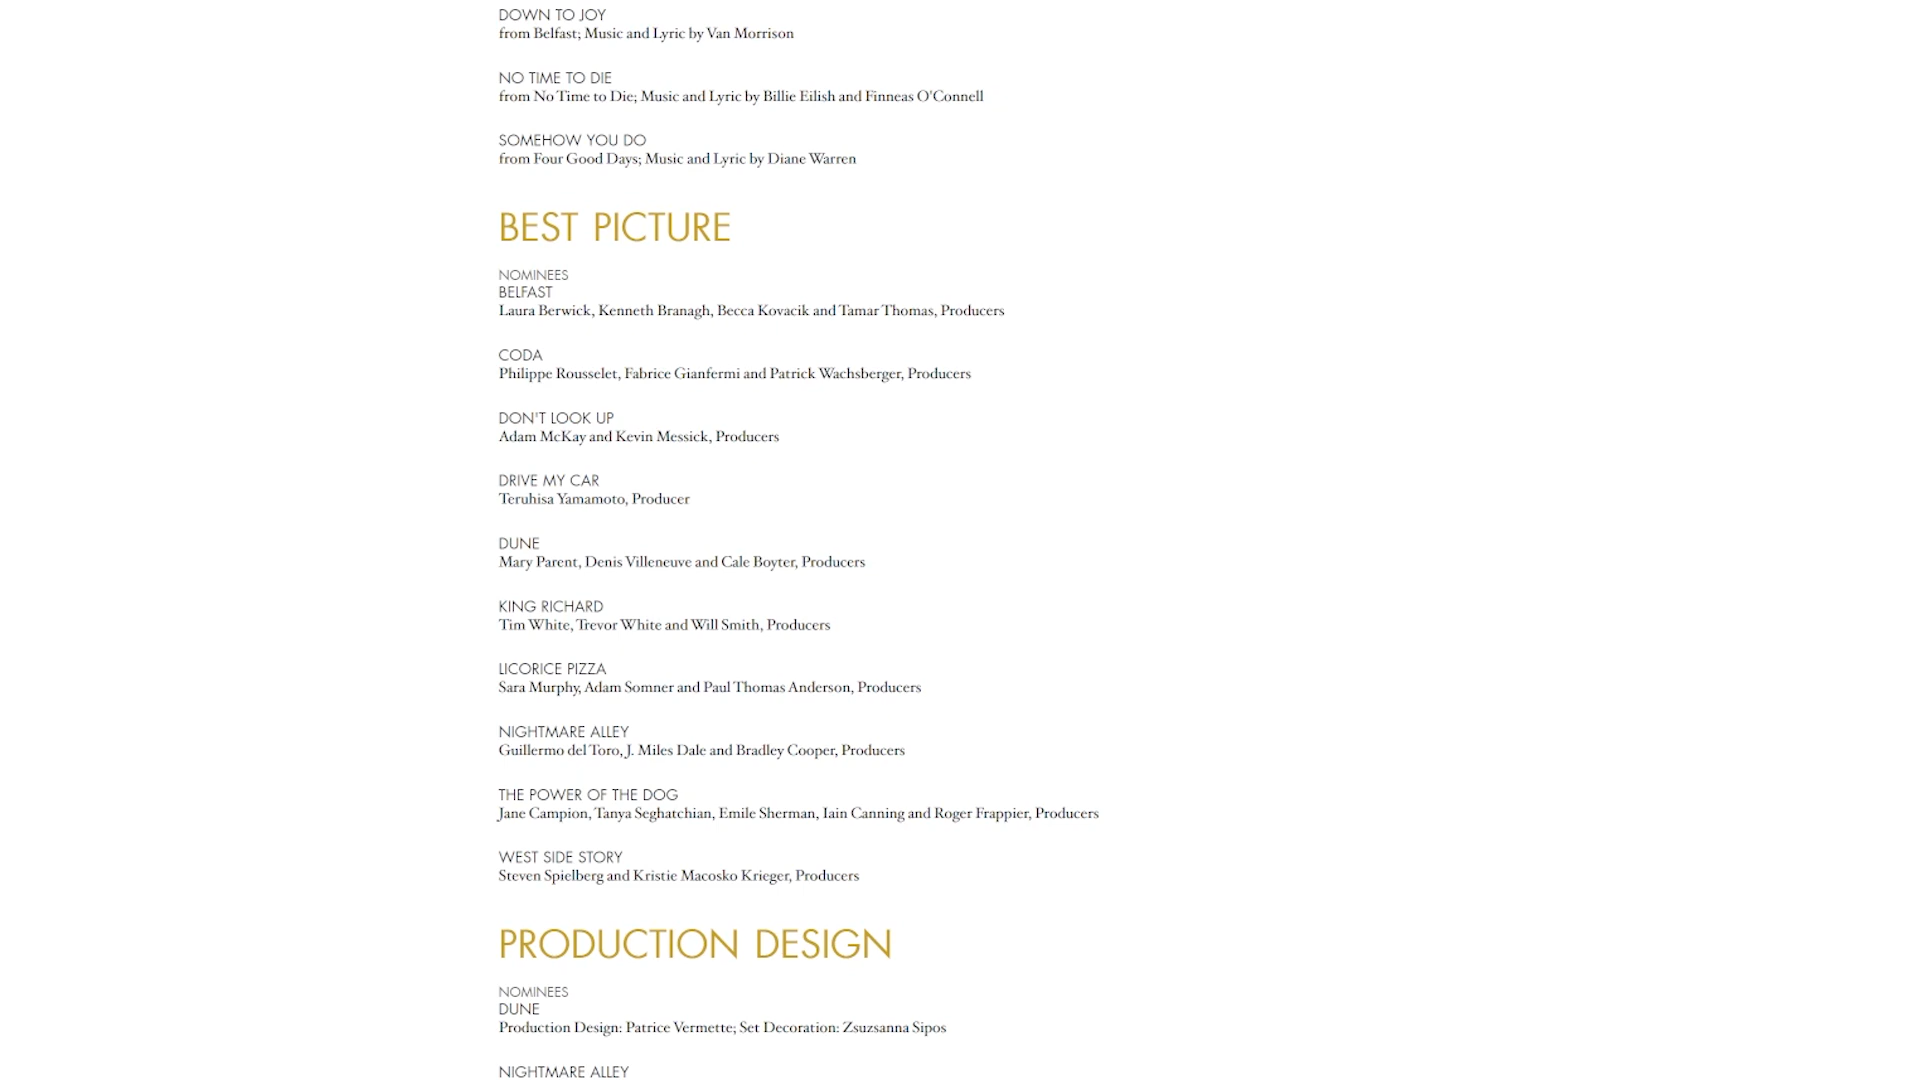 DOWN TO JOY
from Belfast; Music and Lyric by Van Morrison
NO TIME TO DIE
from No Time to Die; Music and Lyric by Billie Eilish and Finneas O'Connell
SOMEHOW YOU DO
from Four Good Days; Music and Lyric by Diane Warren
BEST PICTURE
NOMINEES
BELFAST
Laura Berwick, Kenneth Branagh, Becca Kovacik and Tamar Thomas, Producers
CODA
Philippe Rousselet, Fabrice Gianfermi and Patrick Wachsberger, Producers
DON'T LOOK UP
Adam McKay and Kevin Messick, Producers
DRIVE MY CAR
Teruhisa Yamamoto, Producer
DUNE
Mary Parent, Denis Villeneuve and Cale Boyter, Producers
KING RICHARD
Tim White, Trevor White and Will Smith, Producers
LICORICE PIZZA
Sara Murphy, Adam Somner and Paul Thomas Anderson, Producers
NIGHTMARE ALLEY
Guillermo del Toro, J. Miles Dale and Bradley Cooper, Producers
THE POWER OF THE DOG
Jane Campion, Tanya Seghatchian, Emile Sherman, Iain Canning and Roger Frappier, Producers
WEST SIDE STORY
Steven Spielberg and Kristie Macosko Krieger, Producers
PRODUCTION DESIGN
NOMINEES
DUNE
Production Design: Patrice Vermette; Set Decoration: Zsuzsanna Sipos
NIGHTMARE ALLEY